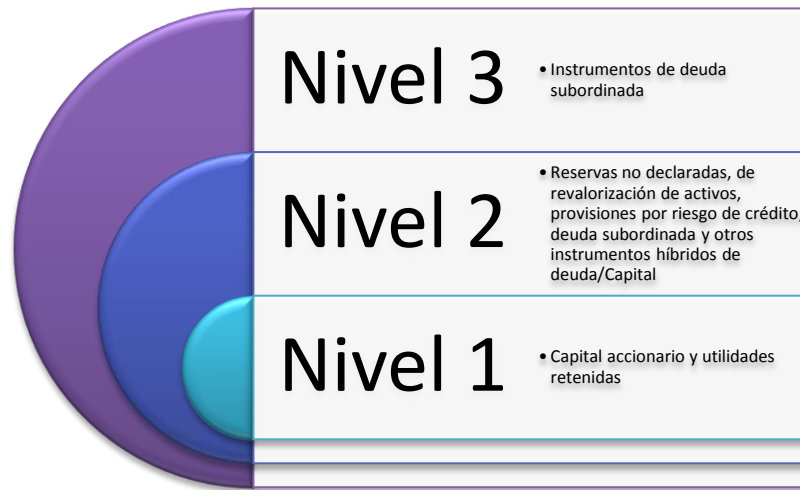 Nivel 3
• Instrumentos de deuda
subordinada
Nivel 2
• Reservas no declaradas, de
revalorización de activos,
provisiones por riesgo de crédito,
deuda subordinada y otros
instrumentos híbridos de
deuda/Capital
Nivel 1
• Capital accionario y utilidades
retenidas